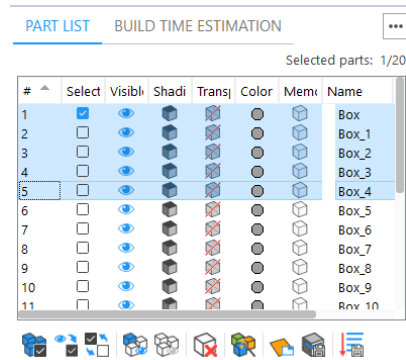 PART LIST BUILD TIME ESTIMATION ...
Selected parts: 1/20
# Select Visibl Shadi Transp Color Mem Name
1 Box
2 Box_1
3 Box_2
4 Box_3
5 Box_4
6 Box_5
7 Box_6
8 Box_7
9 Box_8
10 Box_9
11 Box_10